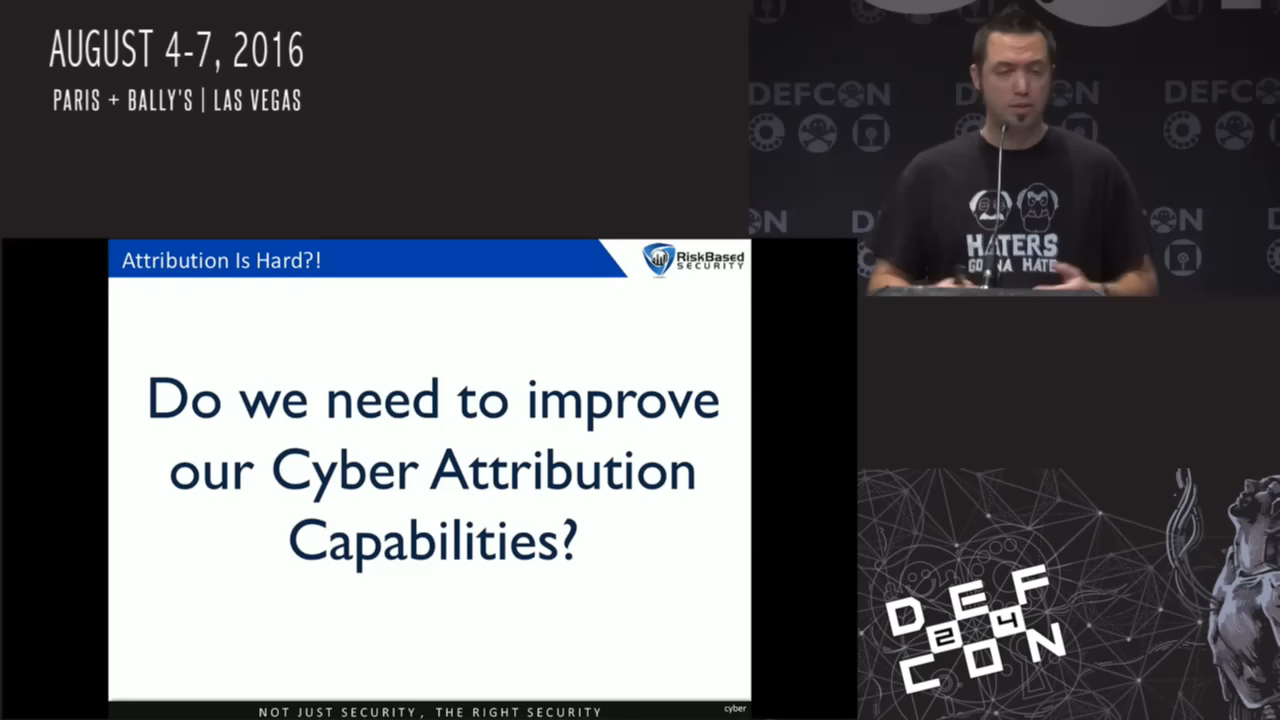 AUGUST 4-7, 2016
PARIS + BALLY'S | LAS VEGAS
DEFCON
DEFCON
HATERS
GONNA HATE
Attribution Is Hard?!
RiskBased
SECURITY
Do we need to improve
our Cyber Attribution
Capabilities?
NOT JUST SECURITY, THE RIGHT SECURITY
cyber
DEF
24
CON